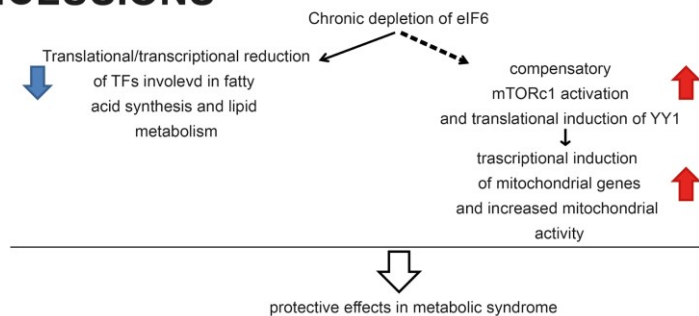 Chronic depletion of eIF6
Translational/transcriptional reduction
of TFs involevd in fatty
acid synthesis and lipid
metabolism
compensatory
mTORc1 activation
and translational induction of YY1
trascriptional induction
of mitochondrial genes
and increased mitochondrial
activity
protective effects in metabolic syndrome